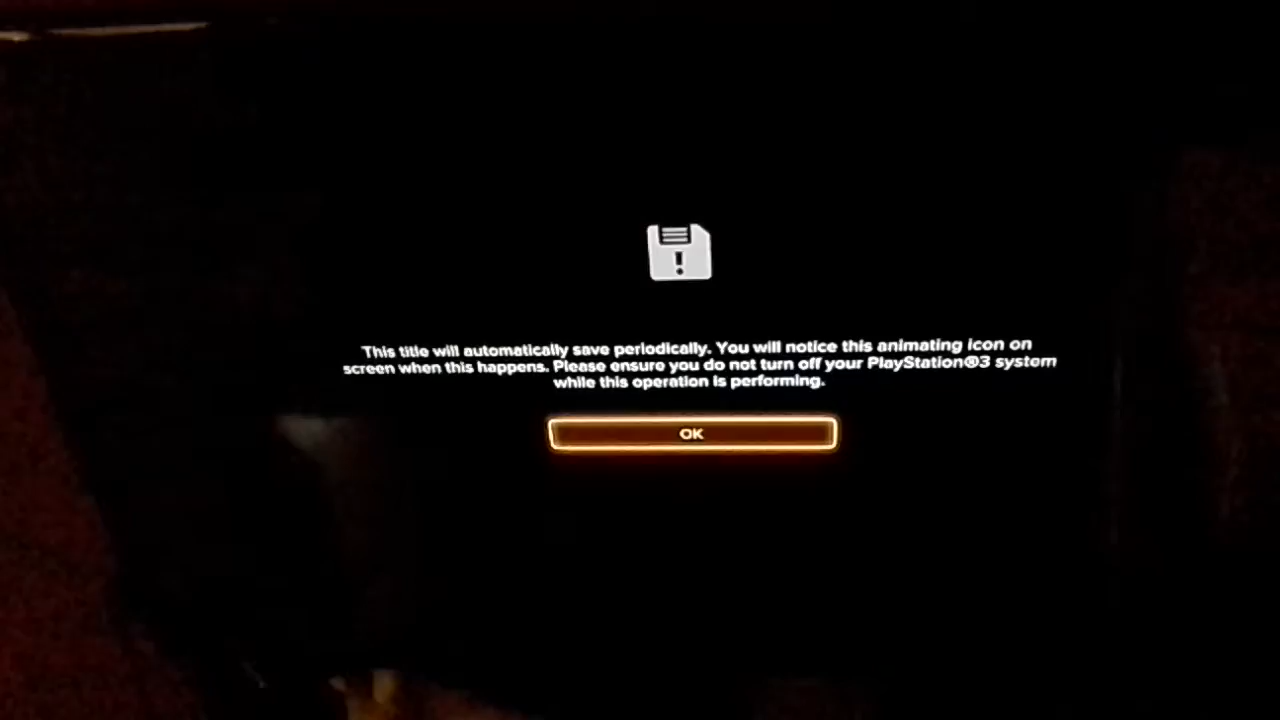 This title will automatically save periodically. You will notice this animating icon on
screen when this happens. Please ensure you do not turn off your PlayStation®3 system
while this operation is performing.
OK